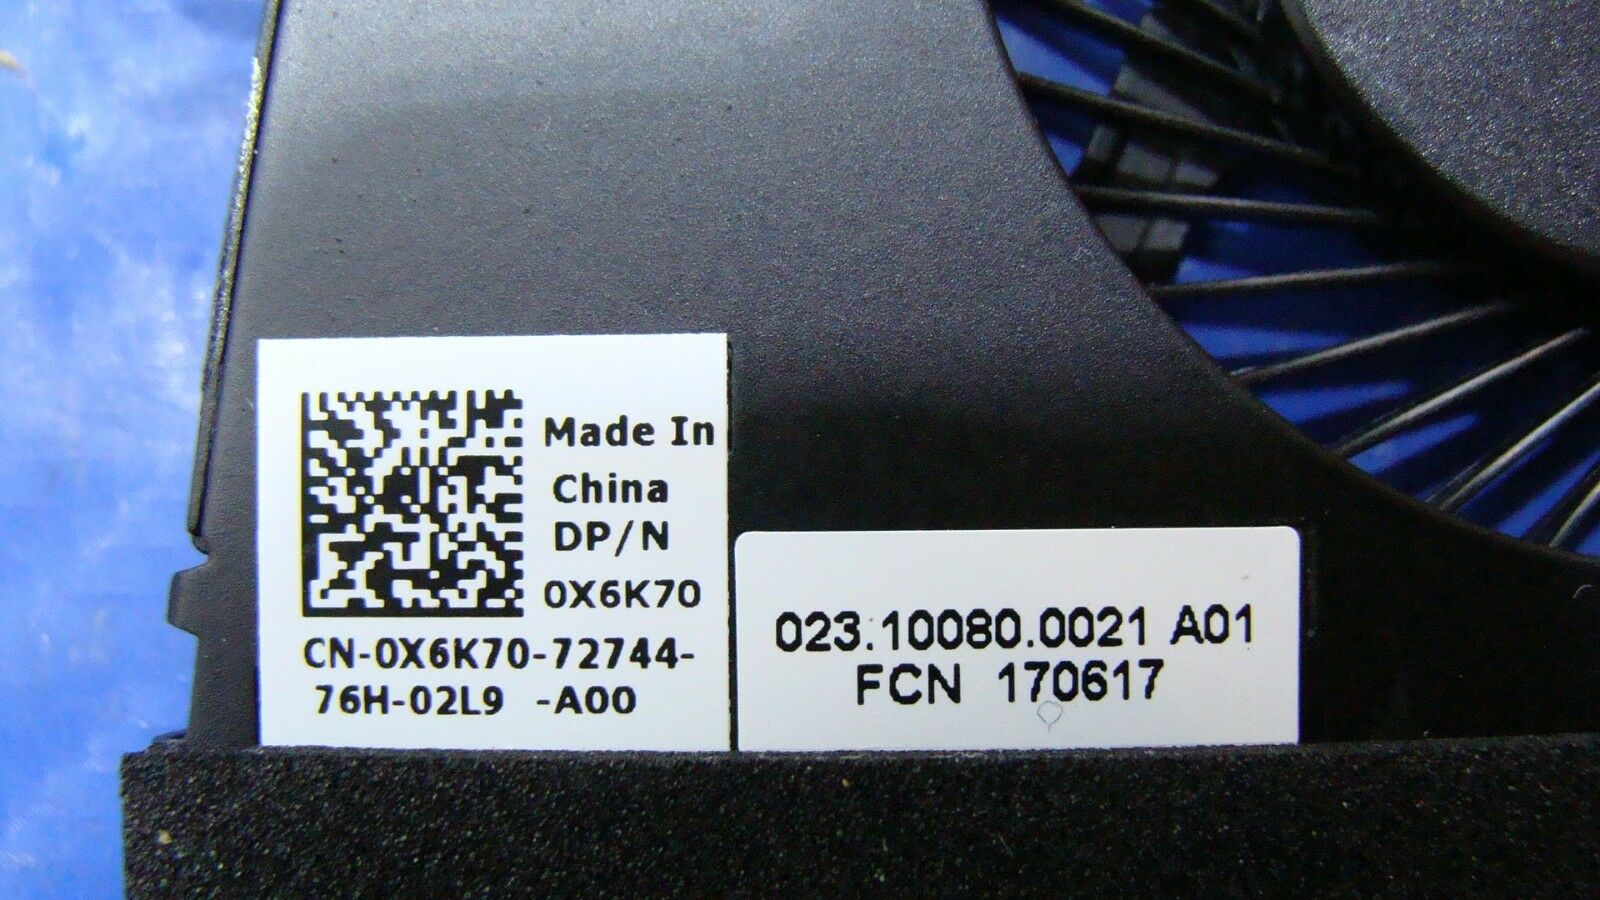 Made In
China
DP/N
0X6K70
CN-0X6K70-72744-
76H-02L9 -A00
023.10080.0021 A01
FCN 170617